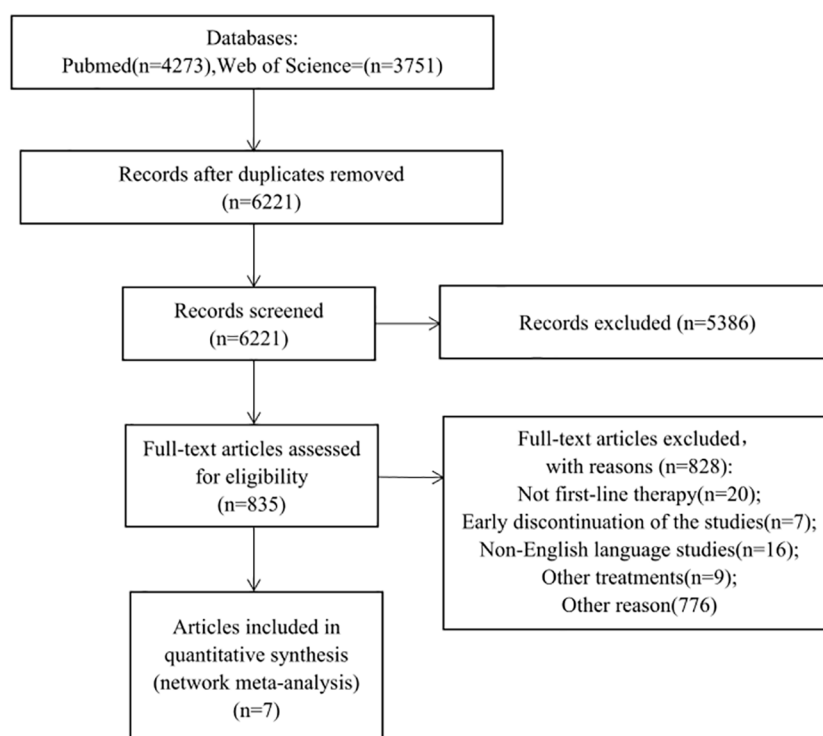 Databases:
Pubmed(n=4273),Web of Science=(n=3751)
Records after duplicates removed
(n=6221)
Records screened
(n=6221)
Records excluded (n=5386)
Full-text articles assessed
for eligibility
(n=835)
Full-text articles excluded，
with reasons (n=828):
Not first-line therapy(n=20);
Early discontinuation of the studies(n=7);
Non-English language studies(n=16);
Other treatments(n=9);
Other reason(776)
Articles included in
quantitative synthesis
(network meta-analysis)
(n=7)